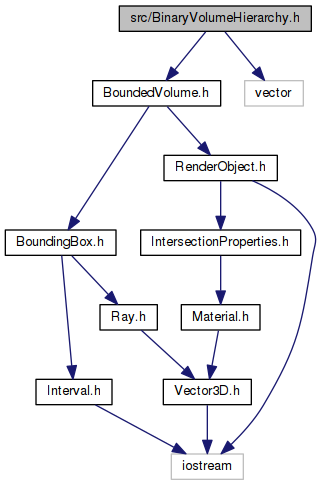 src/BinaryVolumeHierarchy.h
BoundedVolume.h
vector
RenderObject.h
BoundingBox.h
IntersectionProperties.h
Ray.h
Material.h
Interval.h
Vector3D.h
iostream